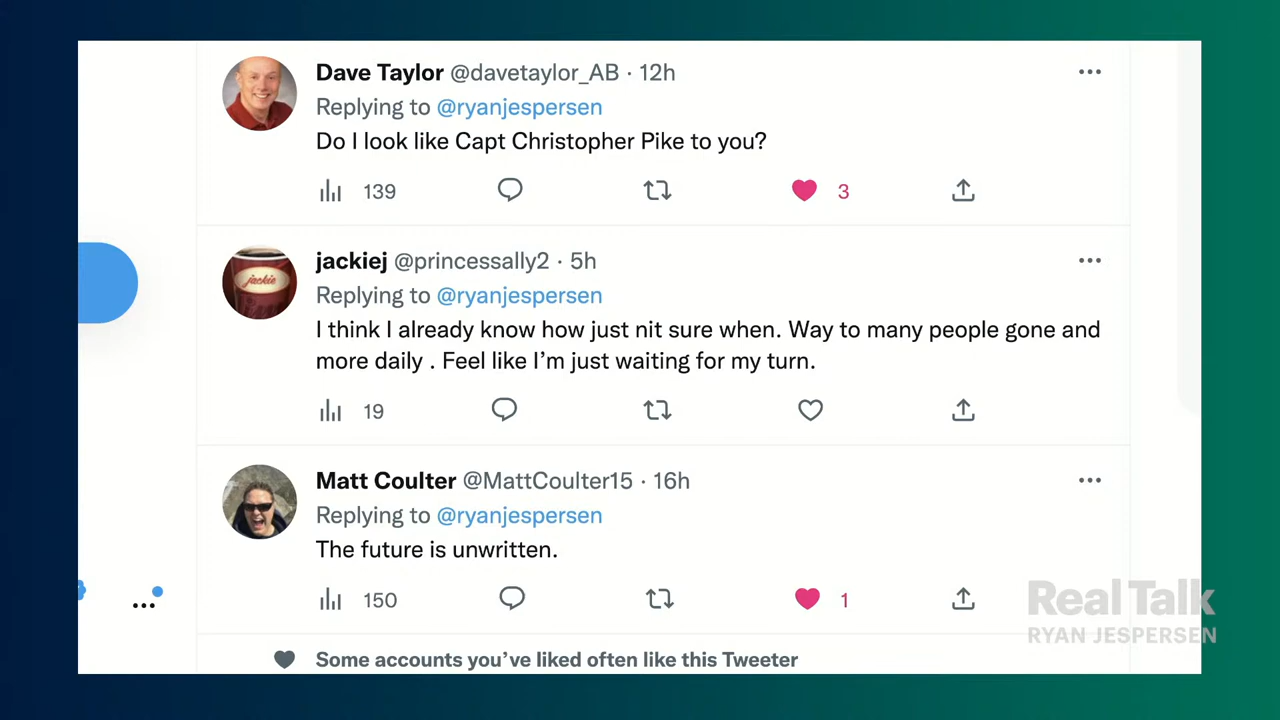 Dave Taylor @davetaylor_AB · 12h
Replying to @ryanjespersen
Do I look like Capt Christopher Pike to you?
139
3
jackiej @princessally2 · 5h
jackie
Replying to @ryanjespersen
I think I already know how just nit sure when. Way to many people gone and
more daily . Feel like I’m just waiting for my turn.
19
Matt Coulter @MattCoulter15 · 16h
Replying to @ryanjespersen
The future is unwritten.
150
1
Some accounts you’ve liked often like this Tweeter
Real Talk
RYAN JESPERSEN